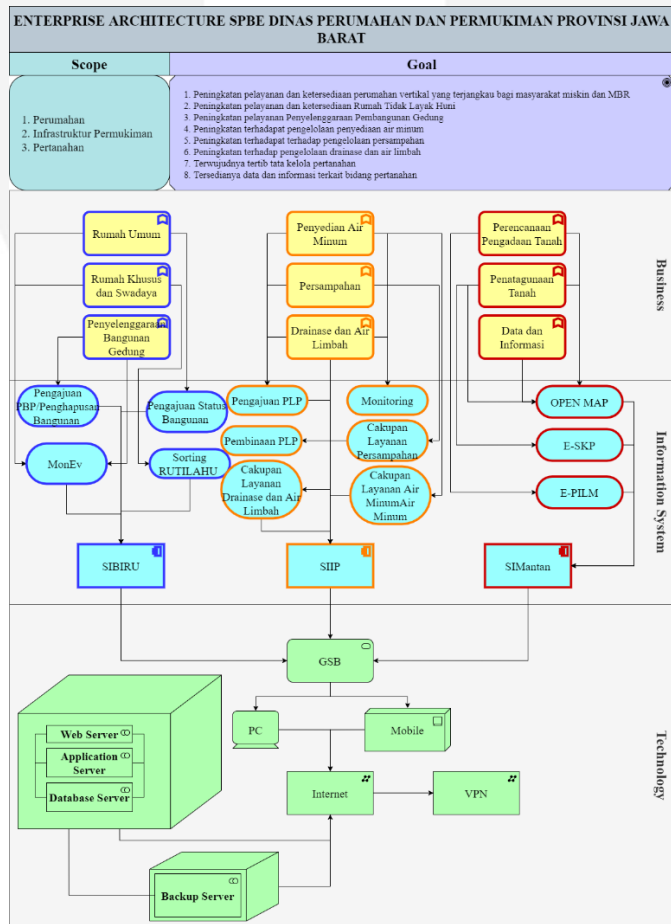 ENTERPRISE ARCHITECTURE SPBE DINAS PERUMAHAN DAN PERMUKIMAN PROVINSI JAWA
BARAT
Scope
Goal
1. Perumahan
2. Infrastruktur Permukiman
3. Pertanahan
1. Peningkatan pelayanan dan ketersediaan perumahan vertikal yang terjangkau bagi masyarakat miskin dan MBR
2. Peningkatan pelayanan dan ketersediaan Rumah Tidak Layak Huni
3. Peningkatan pelayanan Penyelenggaraan Pembangunan Gedung
4. Peningkatan terhadapat pengelolaan penyediaan air minum
5. Peningkatan terhadapat terhadap pengelolaan persampahan
6. Peningkatan terhadap pengelolaan drainase dan air limbah
7. Terwujudnya tertib tata kelola pertanahan
8. Tersedianya data dan informasi terkait bidang pertanahan
Business
Rumah Umum
Penyedian Air
Minum
Perencanaan
Pengadaan Tanah
Rumah Khusus
dan Swadaya
Persampahan
Penatagunaan
Tanah
Penyelenggaraan
Bangunan
Gedung
Drainase dan Air
Limbah
Data dan
Informasi
Information System
Pengajuan
PBP/Penghapusan
Bangunan
Pengajuan Status
Bangunan
Pengajuan PLP
Monitoring
OPEN MAP
MonEv
Sorting
RUTILAHU
Pembinaan PLP
Cakupan
Layanan
Persampahan
E-SKP
Cakupan
Layanan
Drainase dan Air
Limbah
Cakupan
Layanan Air
MinumAir
Minum
E-PILM
SIBIRU
SIIP
SIMantan
Technology
GSB
PC
Mobile
Web Server
Application
Server
Database Server
Internet
VPN
Backup Server